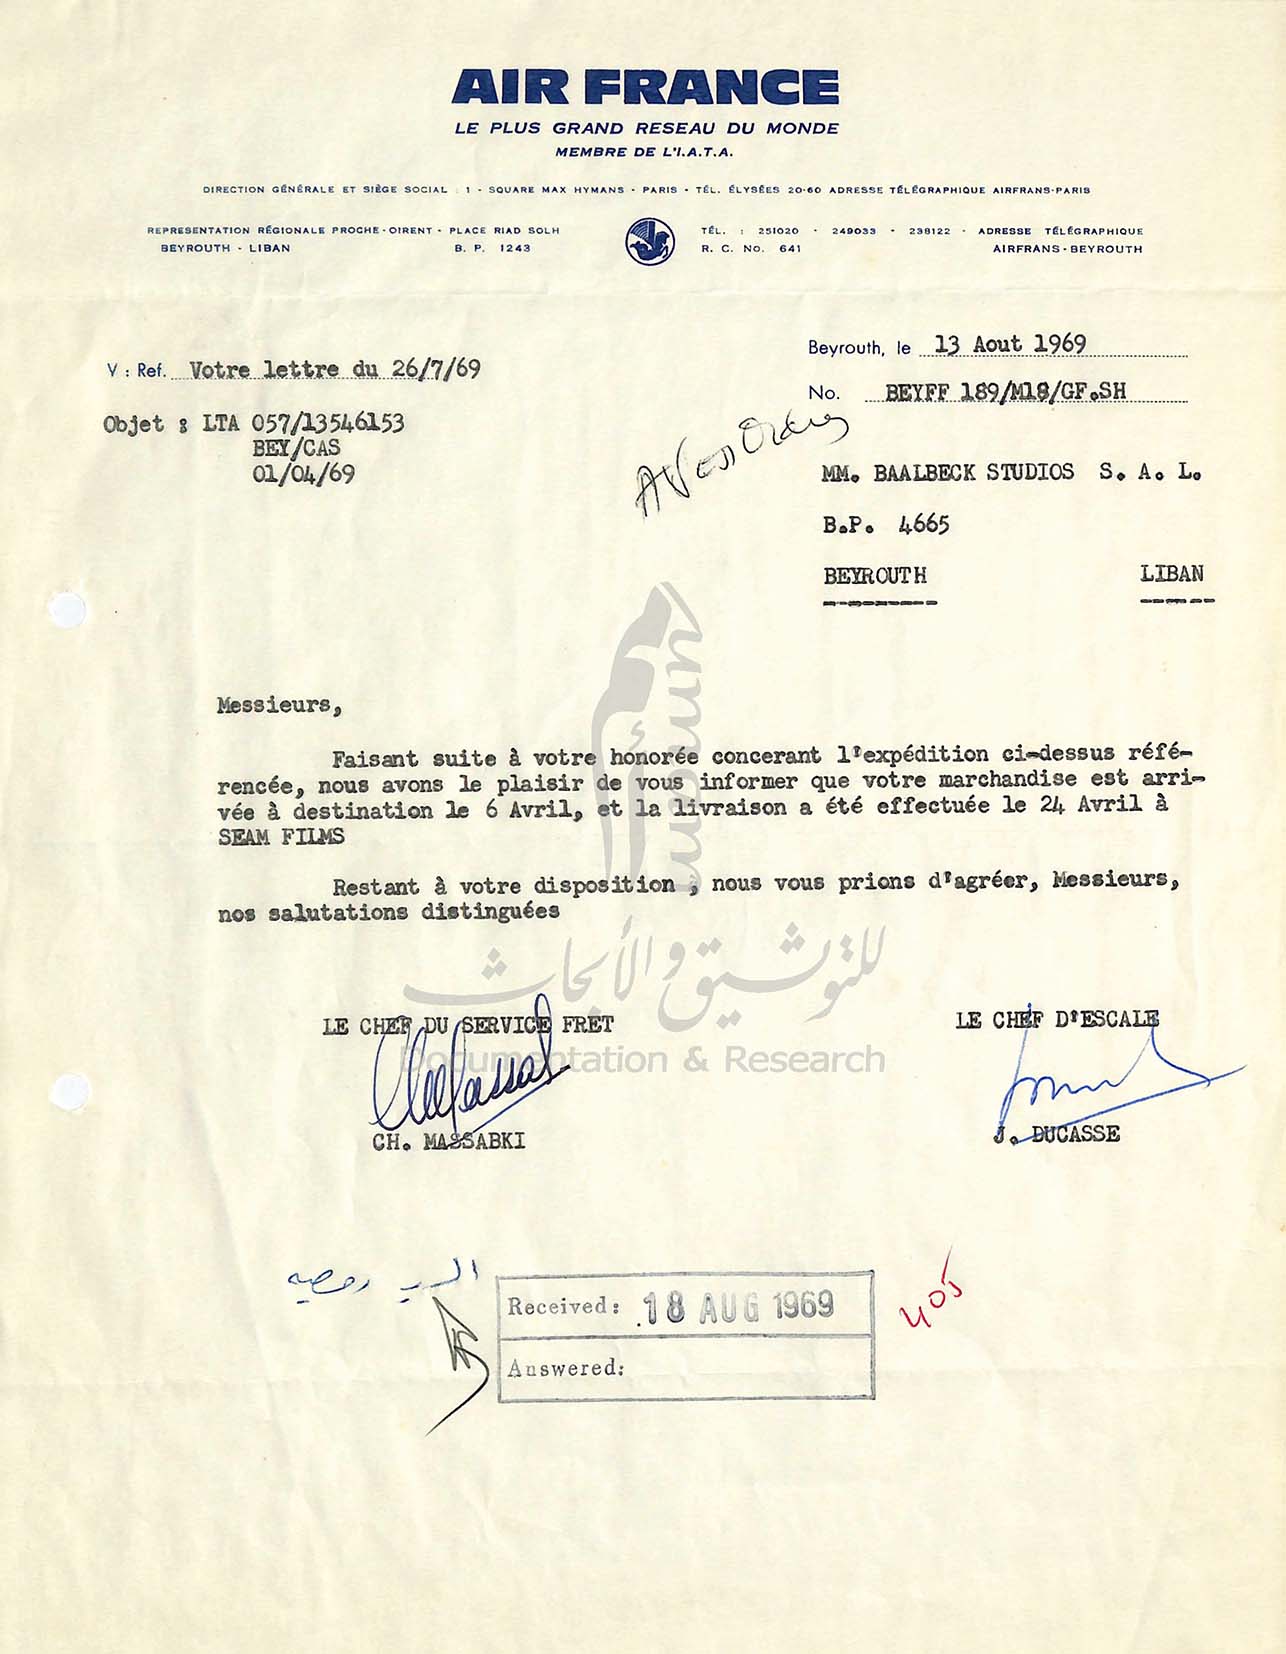 AIR FRANCE
LE PLUS GRAND RESEAU DU MONDE
MEMBRE DE L'I.A.T.A.
DIRECTION GÉNÉRALE ET SIÈGE SOCIAL : 1 - SQUARE MAX HYMANS - PARIS - TÉL. ÉLYSÉES 20-60 ADRESSE TÉLÉGRAPHIQUE AIRFRANS-PARIS
REPRESENTATION RÉGIONALE PROCHE-OIRENT - PLACE RIAD SOLH
BEYROUTH - LIBAN B. P. 1243
TÉL. : 251020 - 249033 - 238122 - ADRESSE TÉLÉGRAPHIQUE
R. C. No. 641 AIRFRANS-BEYROUTH
Beyrouth, le 13 Aout 1969
V : Ref. Votre lettre du 26/7/69
No. BEYFF 189/M18/GF.SH
Objet : LTA 057/13546153
BEY/CAS
01/04/69
MM. BAALBECK STUDIOS S. A. L.
B.P. 4665
BEYROUTH LIBAN
Messieurs,
Faisant suite à votre honorée concerant l'expédition ci-dessus réfé-
rencée, nous avons le plaisir de vous informer que votre marchandise est arri-
vée à destination le 6 Avril, et la livraison a été effectuée le 24 Avril à
SEAM FILMS
Restant à votre disposition , nous vous prions d'agréer, Messieurs,
nos salutations distinguées
umam
للتوثيق والأبحاث
Documentation & Research
LE CHEF DU SERVICE FRET LE CHEF D'ESCALE
CH. MASSABKI J. DUCASSE
Received: 18 AUG 1969
Answered:
405